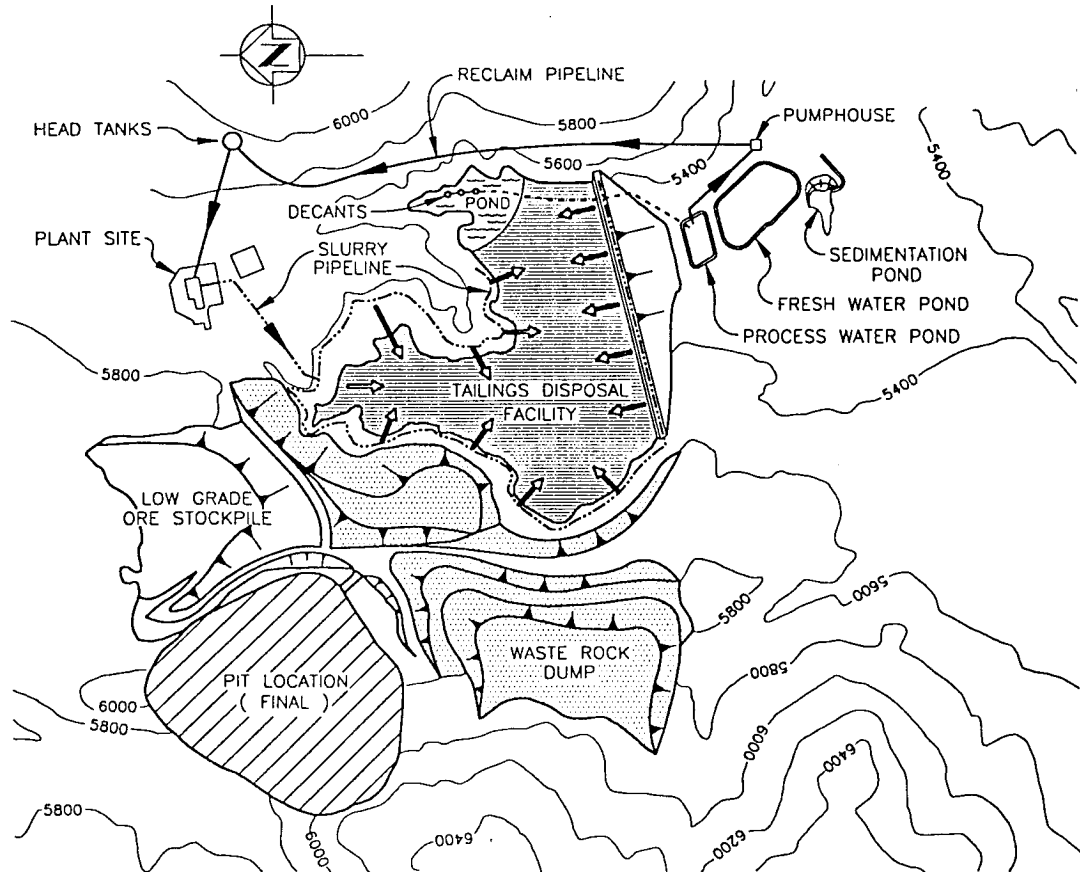 N
RECLAIM PIPELINE
HEAD TANKS
6000
5800
PUMPHOUSE
5600
5400
5400
DECANTS
POND
PLANT SITE
SLURRY
PIPELINE
SEDIMENTATION
POND
FRESH WATER POND
PROCESS WATER POND
5800
5400
TAILINGS DISPOSAL
FACILITY
LOW GRADE
ORE STOCKPILE
5600
5800
WASTE ROCK
DUMP
5800
PIT LOCATION
( FINAL )
6000
5800
6000
6400
5800
6000
6400
6200